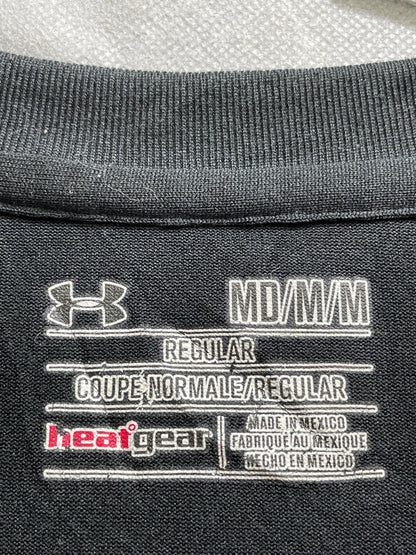 MD/M/M
REGULAR
COUPE NORMALE/REGULAR
heatgear
MADE IN MEXICO
FABRIQUÉ AU MEXIQUE
HECHO EN MEXICO